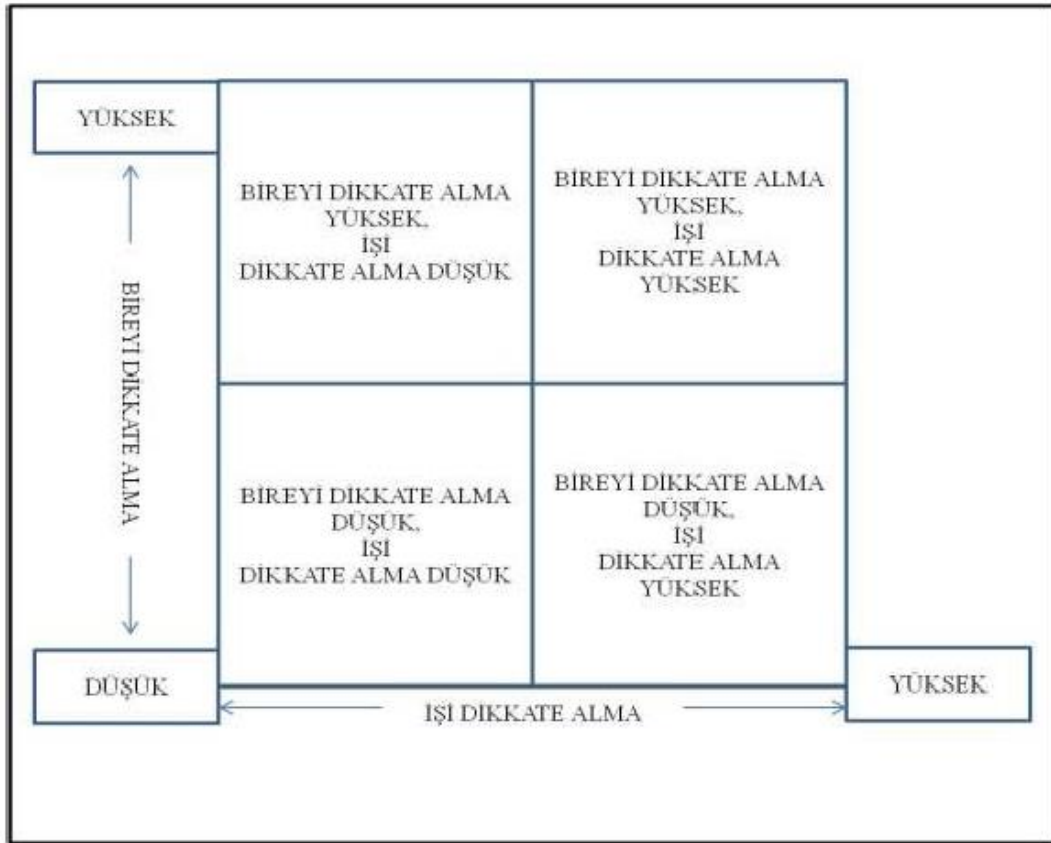 YÜKSEK
BİREYİ DİKKATE ALMA
YÜKSEK,
İŞİ
DİKKATE ALMA DÜŞÜK
BİREYİ DİKKATE ALMA
YÜKSEK,
İŞİ
DİKKATE ALMA
YÜKSEK
BİREYİ DİKKATE ALMA
BİREYİ DİKKATE ALMA
DÜŞÜK,
İŞİ
DİKKATE ALMA DÜŞÜK
BİREYİ DİKKATE ALMA
DÜŞÜK,
İŞİ
DİKKATE ALMA
YÜKSEK
DÜŞÜK
İŞİ DİKKATE ALMA
YÜKSEK